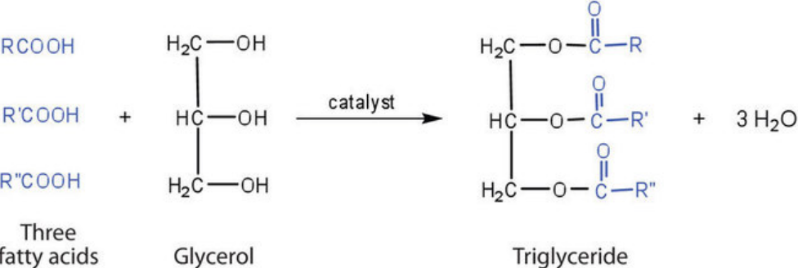 RCOOH
R'COOH
R"COOH
+
H₂C—OH
HC—OH
H₂C—OH
catalyst
O
H₂C—O—C—R
O
HC—O—C—R'
O
H₂C—O—C—R"
+ 3 H₂O
Three
fatty acids
Glycerol
Triglyceride